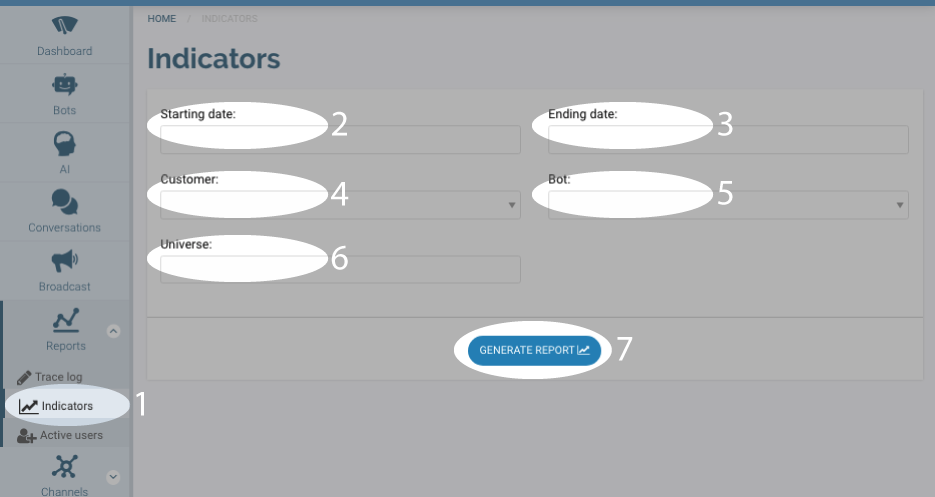 HOME / INDICATORS
Dashboard
Bots
AI
Conversations
Broadcast
Reports
Trace log
Indicators 1
Active users
Channels
Indicators
Starting date: 2
Ending date: 3
Customer: 4
Bot: 5
Universe: 6
GENERATE REPORT 7